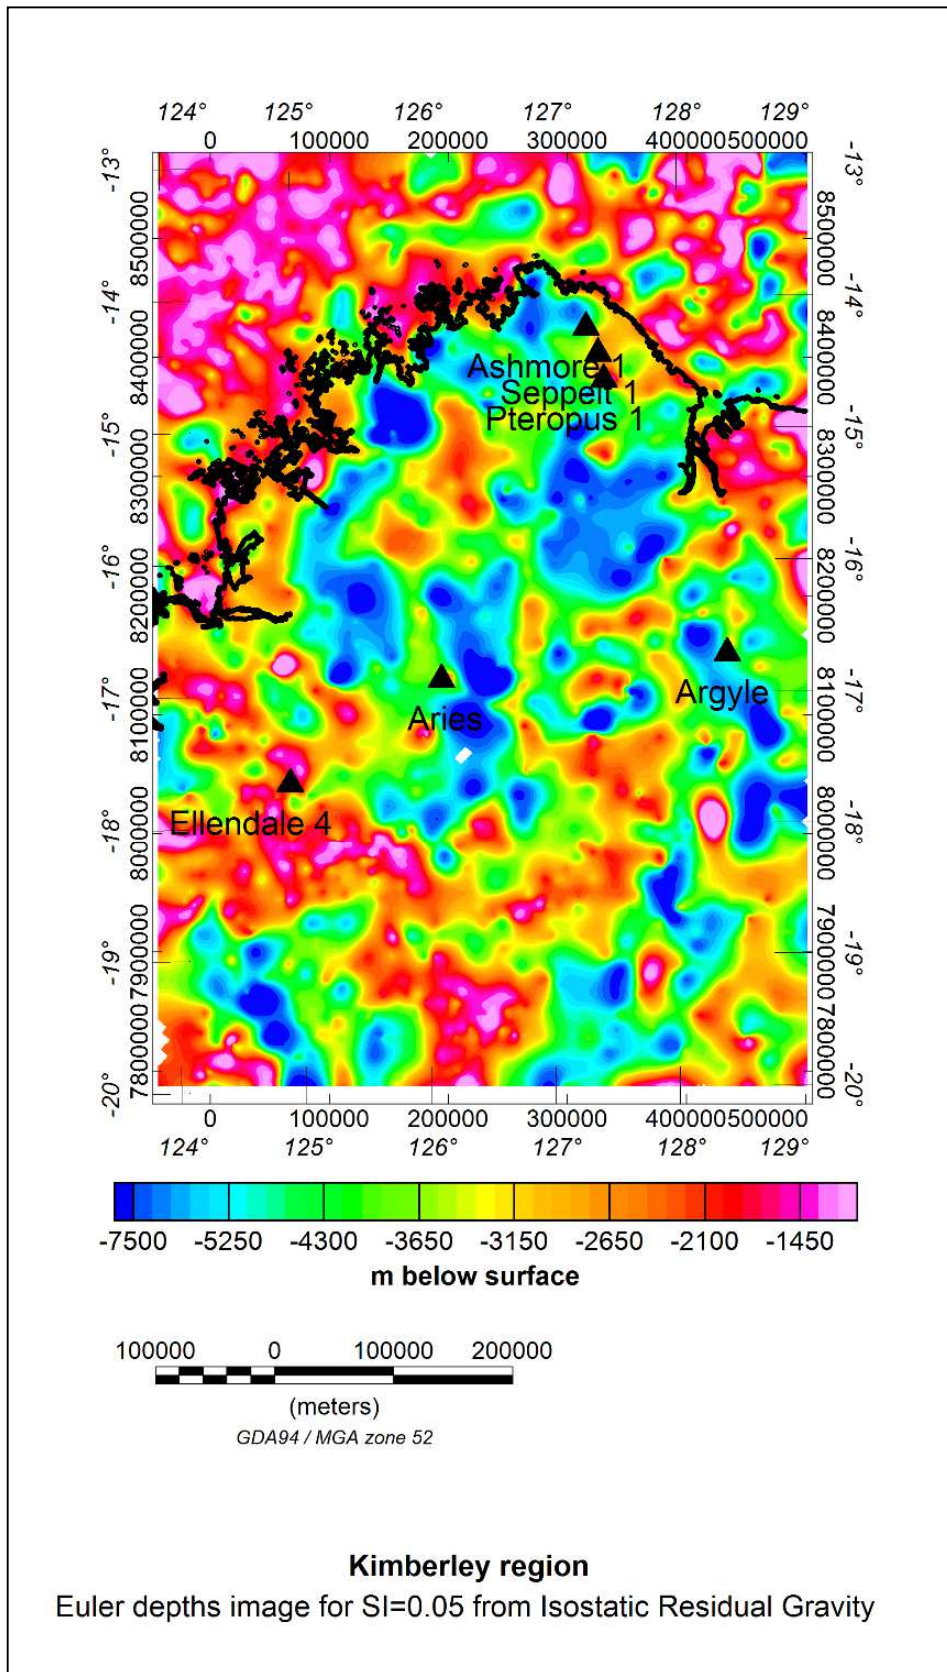 124° 125° 126° 127° 128° 129°
0 100000 200000 300000 400000 500000
-13° -13°
8500000 8500000
-14° -14°
8400000 8400000
Ashmore 1
Seppelt 1
Pteropus 1
-15° -15°
8300000 8300000
-16° -16°
8200000 8200000
Argyle
-17° -17°
Aries
8100000 8100000
Ellendale 4
-18° -18°
8000000 8000000
7900000 7900000
-19° -19°
7800000 7800000
-20° -20°
0 100000 200000 300000 400000 500000
124° 125° 126° 127° 128° 129°
-7500 -5250 -4300 -3650 -3150 -2650 -2100 -1450
m below surface
100000 0 100000 200000
(meters)
GDA94 / MGA zone 52
Kimberley region
Euler depths image for SI=0.05 from Isostatic Residual Gravity